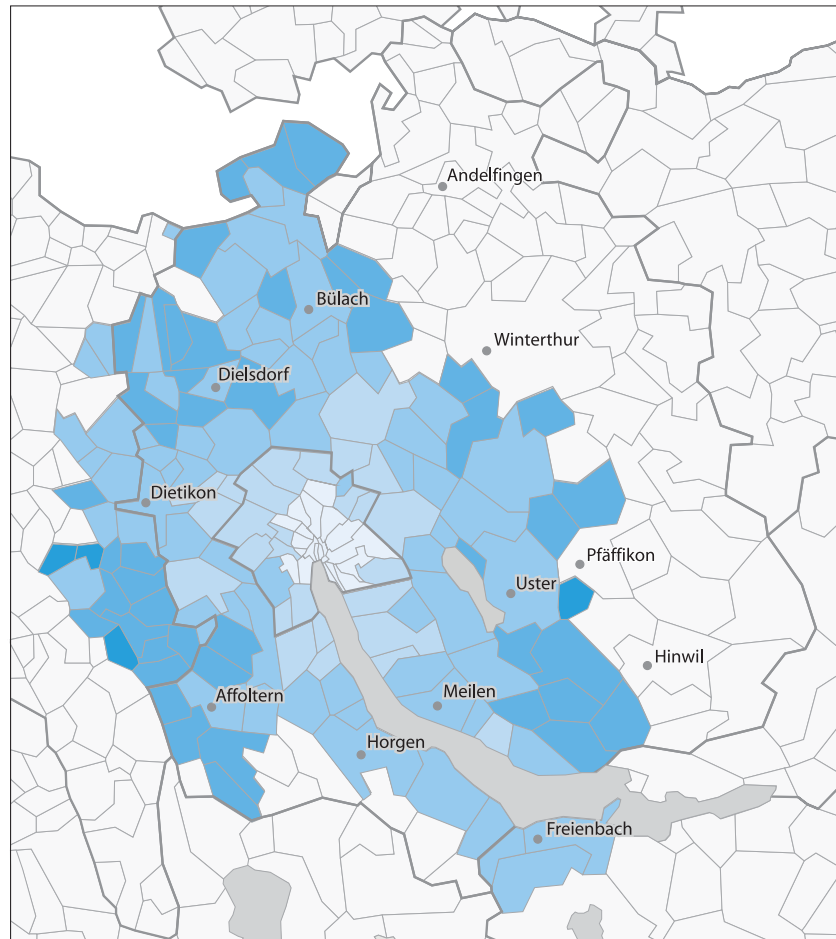 Andelfingen
Bülach
Winterthur
Dielsdorf
Dietikon
Pfäffikon
Uster
Hinwil
Affoltern
Meilen
Horgen
Freienbach